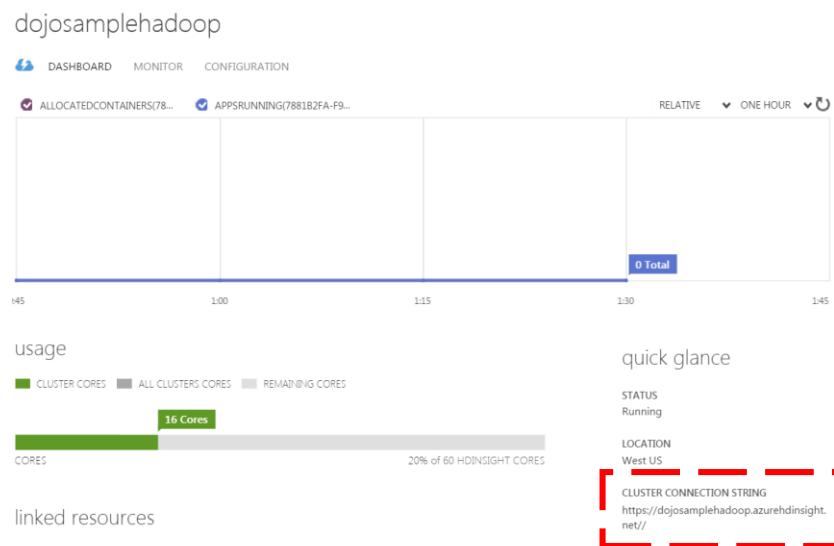 dojosamplehadoop
DASHBOARD MONITOR CONFIGURATION
ALLOCATEDCONTAINERS(78... APPSRUNNING(7881B2FA-F9... RELATIVE ONE HOUR
0 Total
1:45 1:00 1:15 1:30 1:45
usage
CLUSTER CORES ALL CLUSTERS CORES REMAINING CORES
16 Cores
CORES 20% of 60 HDINSIGHT CORES
linked resources
quick glance
STATUS
Running
LOCATION
West US
CLUSTER CONNECTION STRING
https://dojosamplehadoop.azurehdinsight.
net//